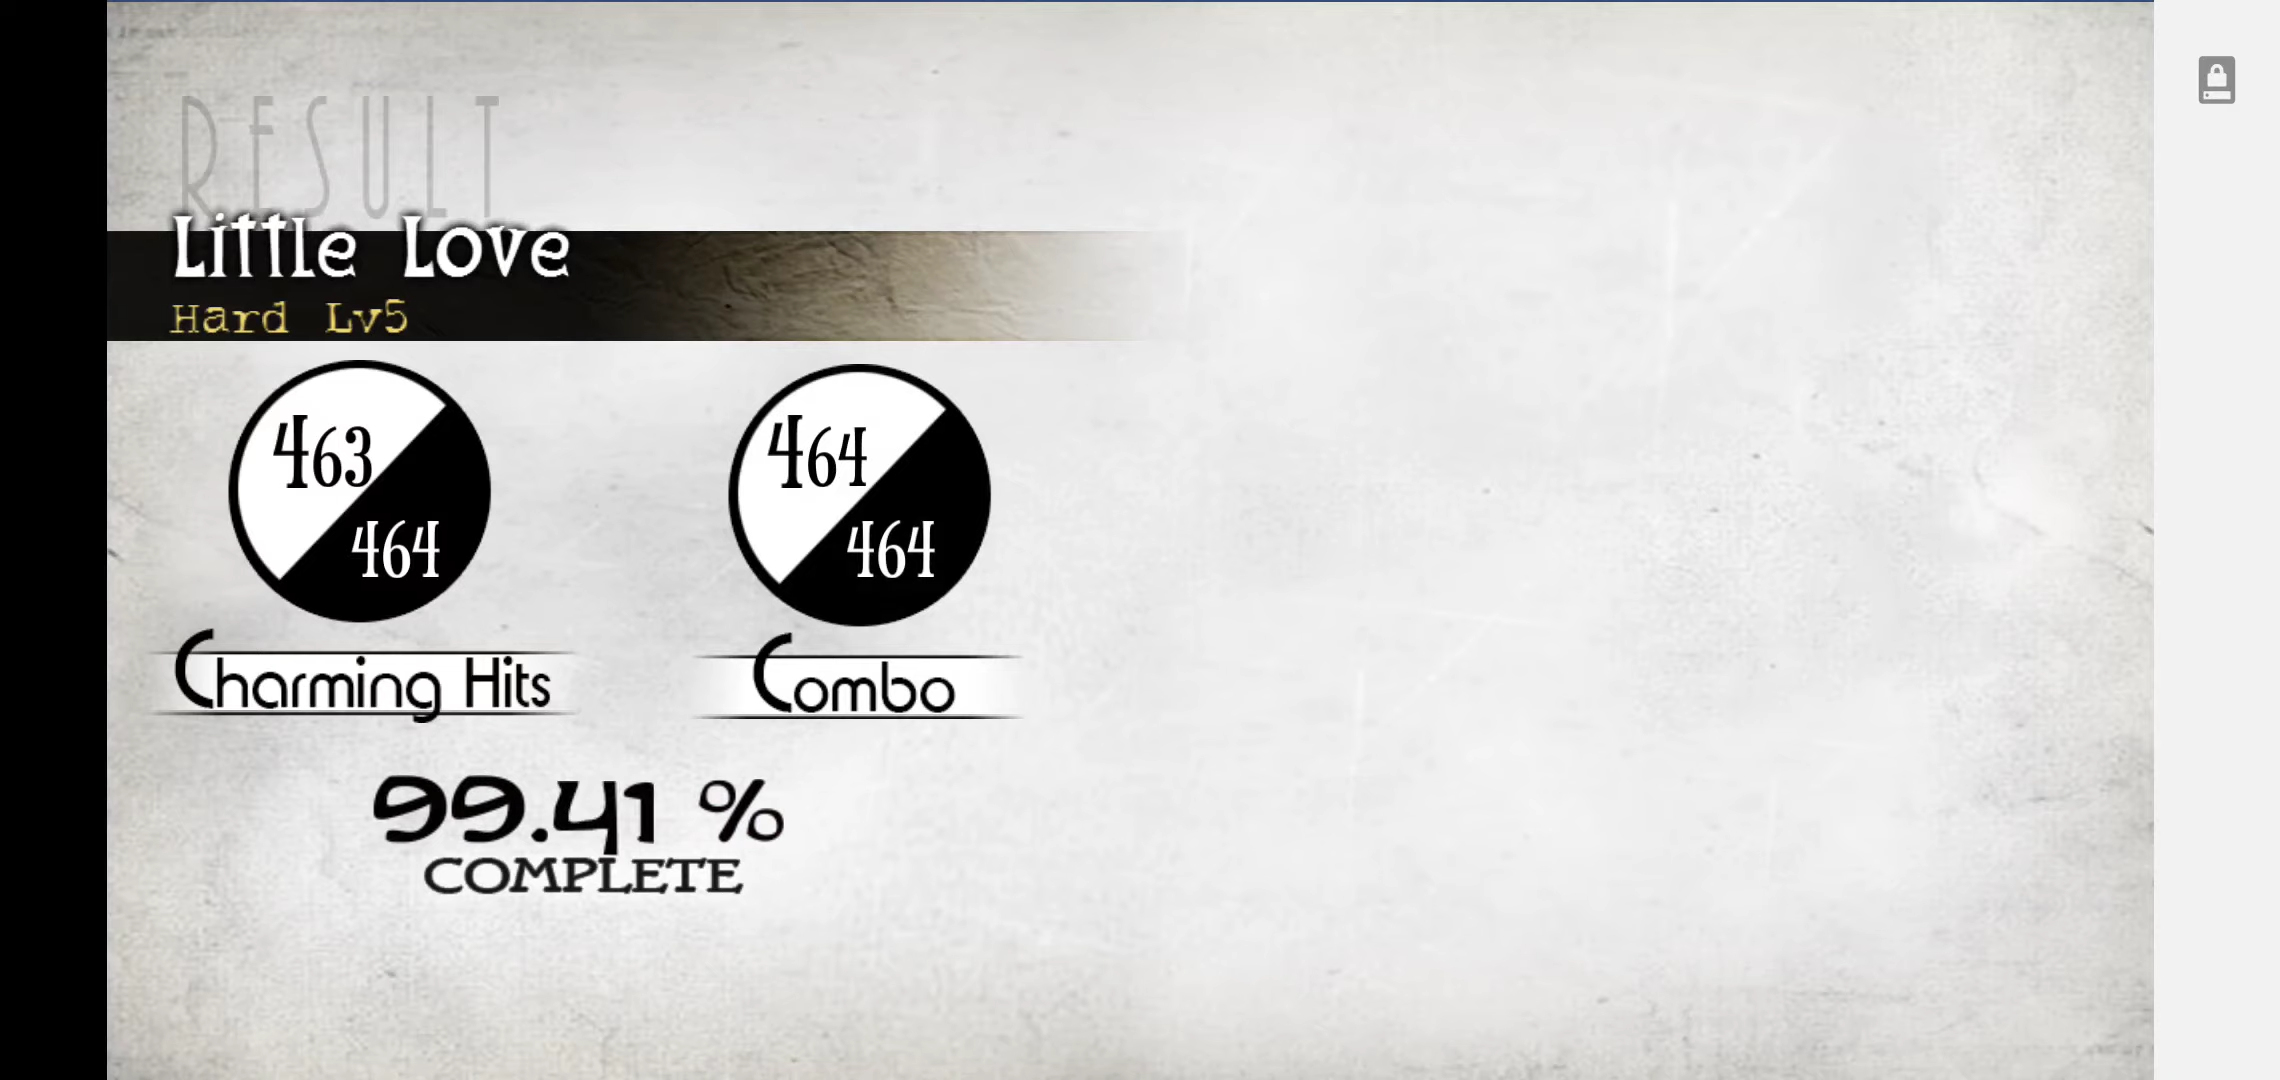 RESULT
Little Love
Hard Lv5
463
464
464
464
Charming Hits
Combo
99.41 %
COMPLETE